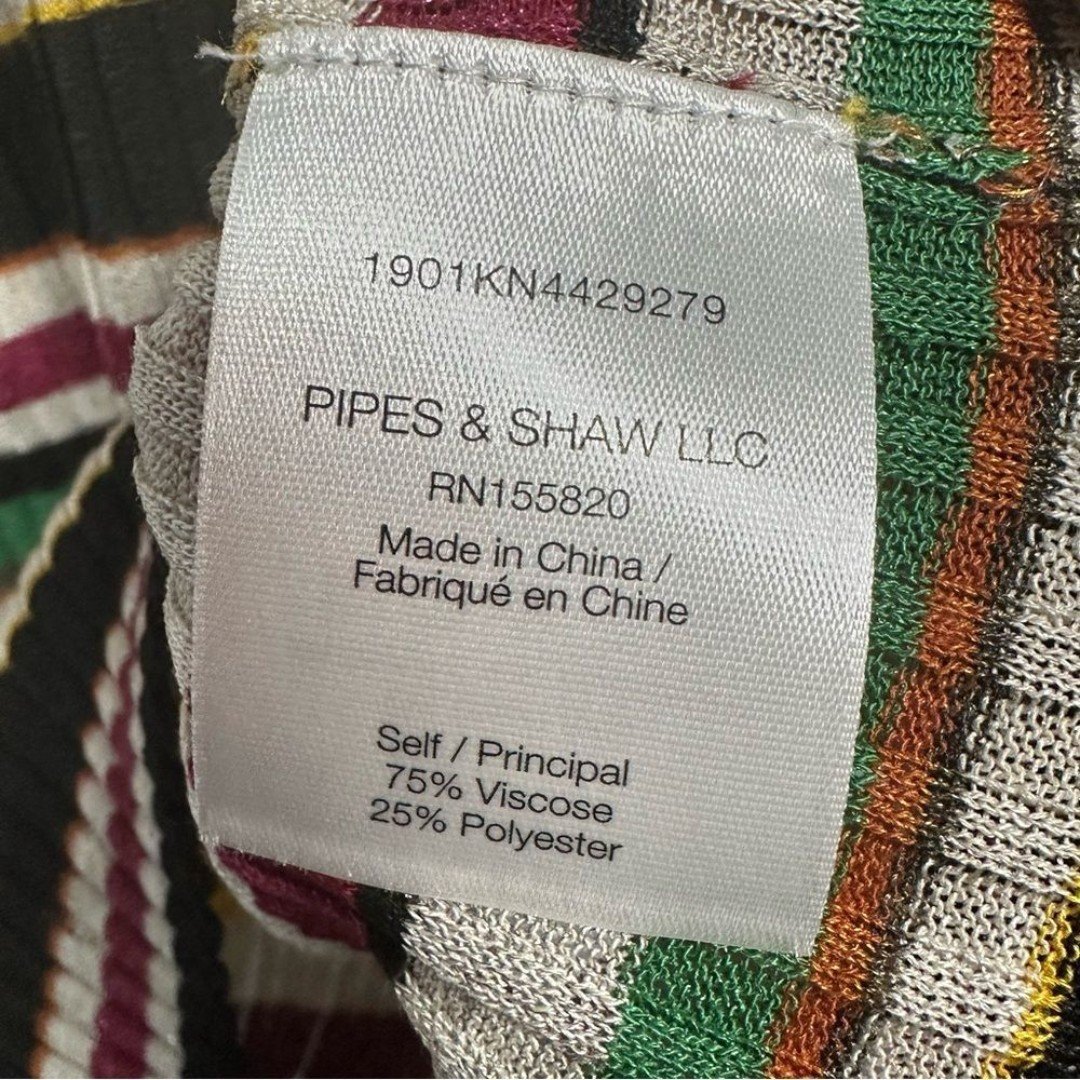 1901KN4429279
PIPES & SHAW LLC
RN155820
Made in China /
Fabriqué en Chine
Self / Principal
75% Viscose
25% Polyester